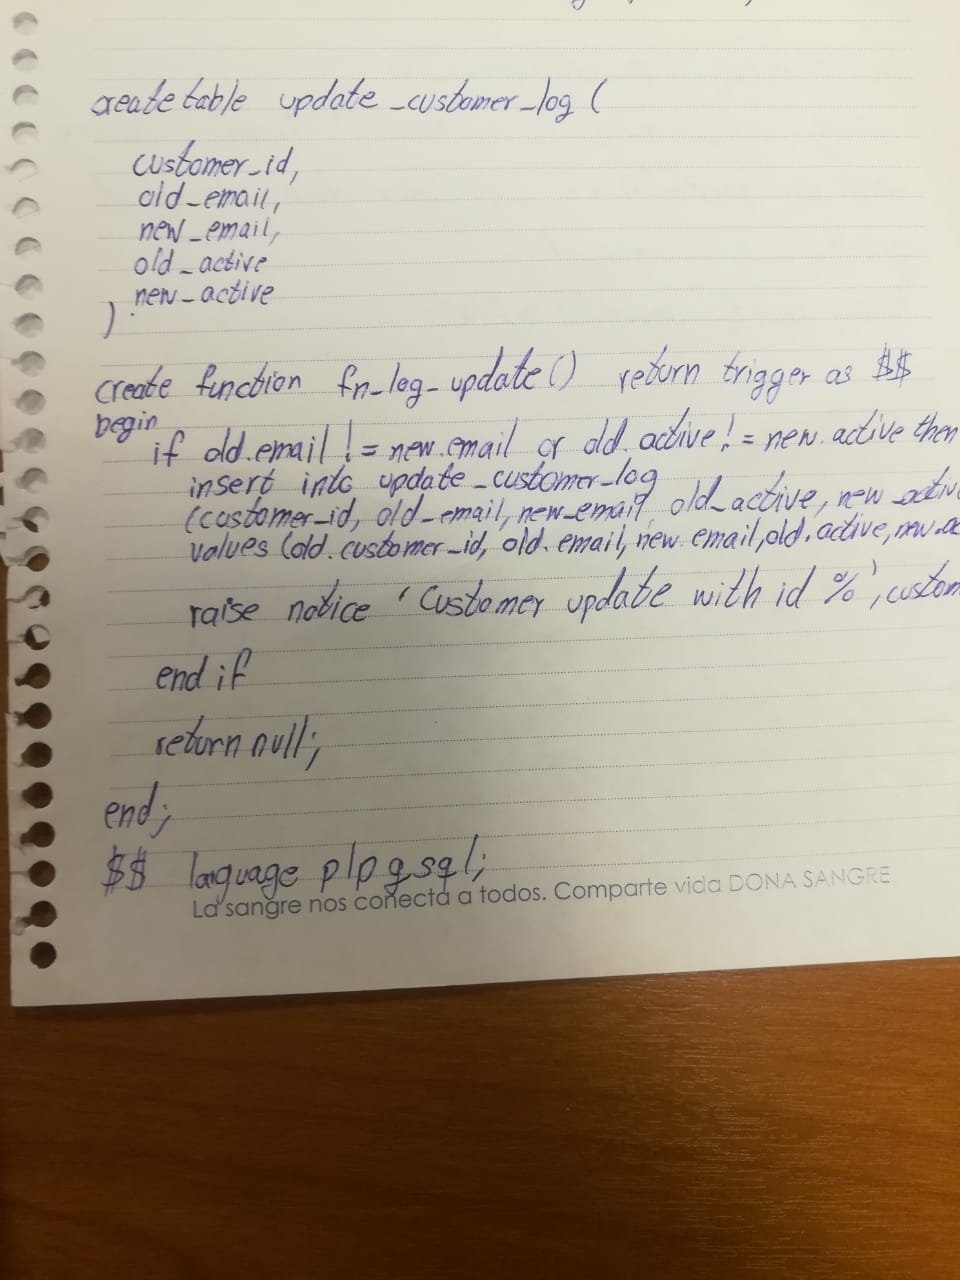 create table update_customer_log (
customer_id,
old_email,
new_email,
old_active
new_active
)
create function fn_log_update() return trigger as $$
begin
if old.email != new.email or old.active != new.active then
insert into update_customer_log
(customer_id, old_email, new_email, old_active, new_activ
values (old.customer_id, old.email, new.email, old.active, new.ac
raise notice 'Customer update with id %', custom
end if
return null;
end;
$$ language plpgsql;
La sangre nos conecta a todos. Comparte vida DONA SANGRE